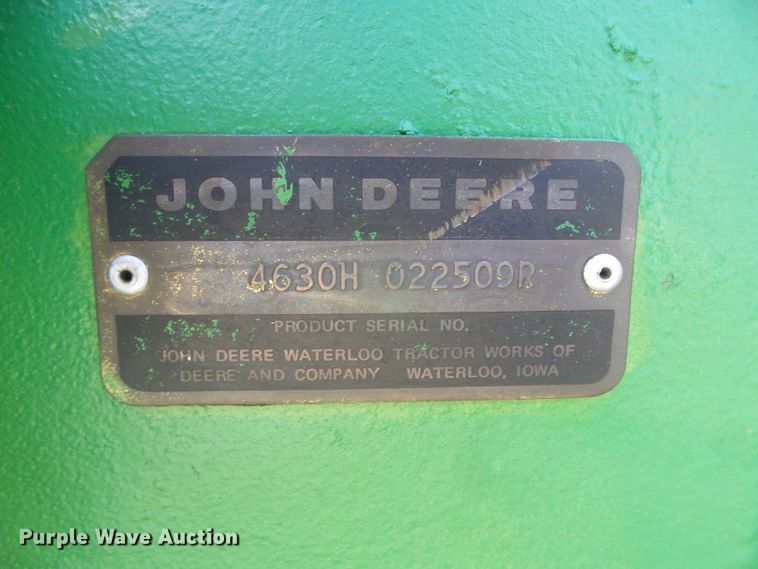 JOHN DEERE
4630H 022509R
PRODUCT SERIAL NO.
JOHN DEERE WATERLOO TRACTOR WORKS OF
DEERE AND COMPANY WATERLOO, IOWA
Purple Wave Auction